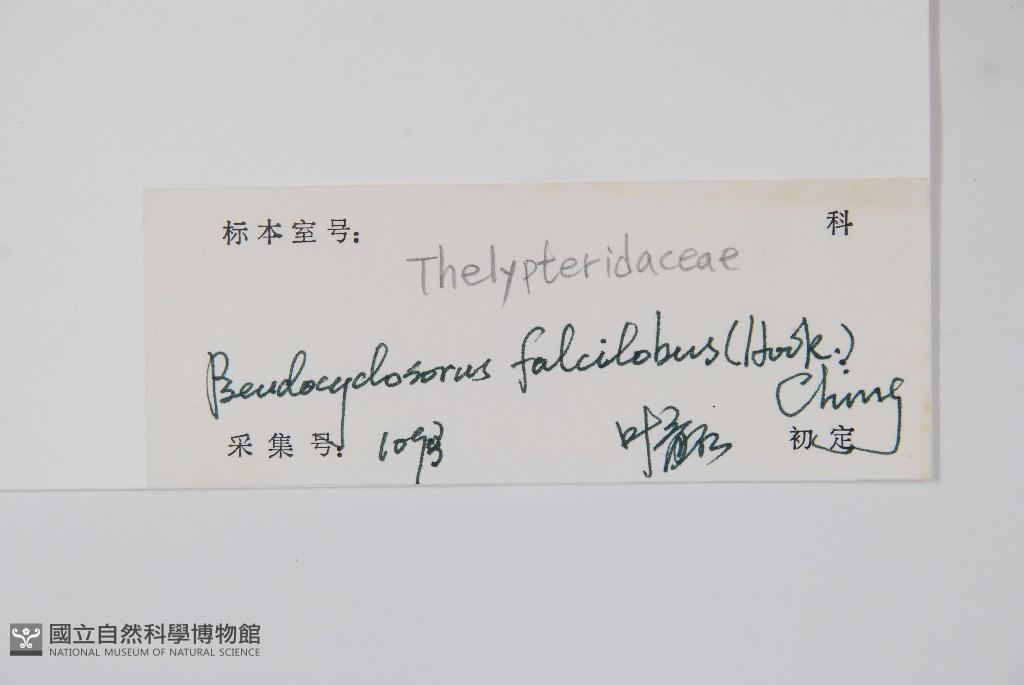 标本室号： 科
Thelypteridaceae
Pseudocyclosorus falcilobus (Hook.)
Ching
采集号： 初定
國立自然科學博物館
NATIONAL MUSEUM OF NATURAL SCIENCE